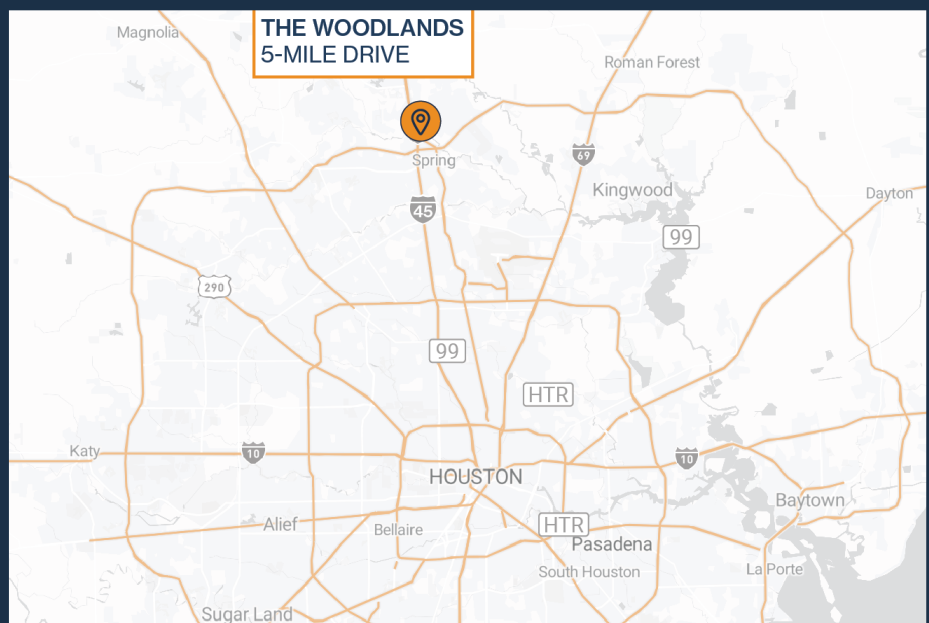 THE WOODLANDS
5-MILE DRIVE
Magnolia
Roman Forest
Spring
69
Kingwood
Dayton
45
99
290
99
HTR
Katy
10
10
HOUSTON
Baytown
Alief
Bellaire
HTR
Pasadena
South Houston
La Porte
Sugar Land